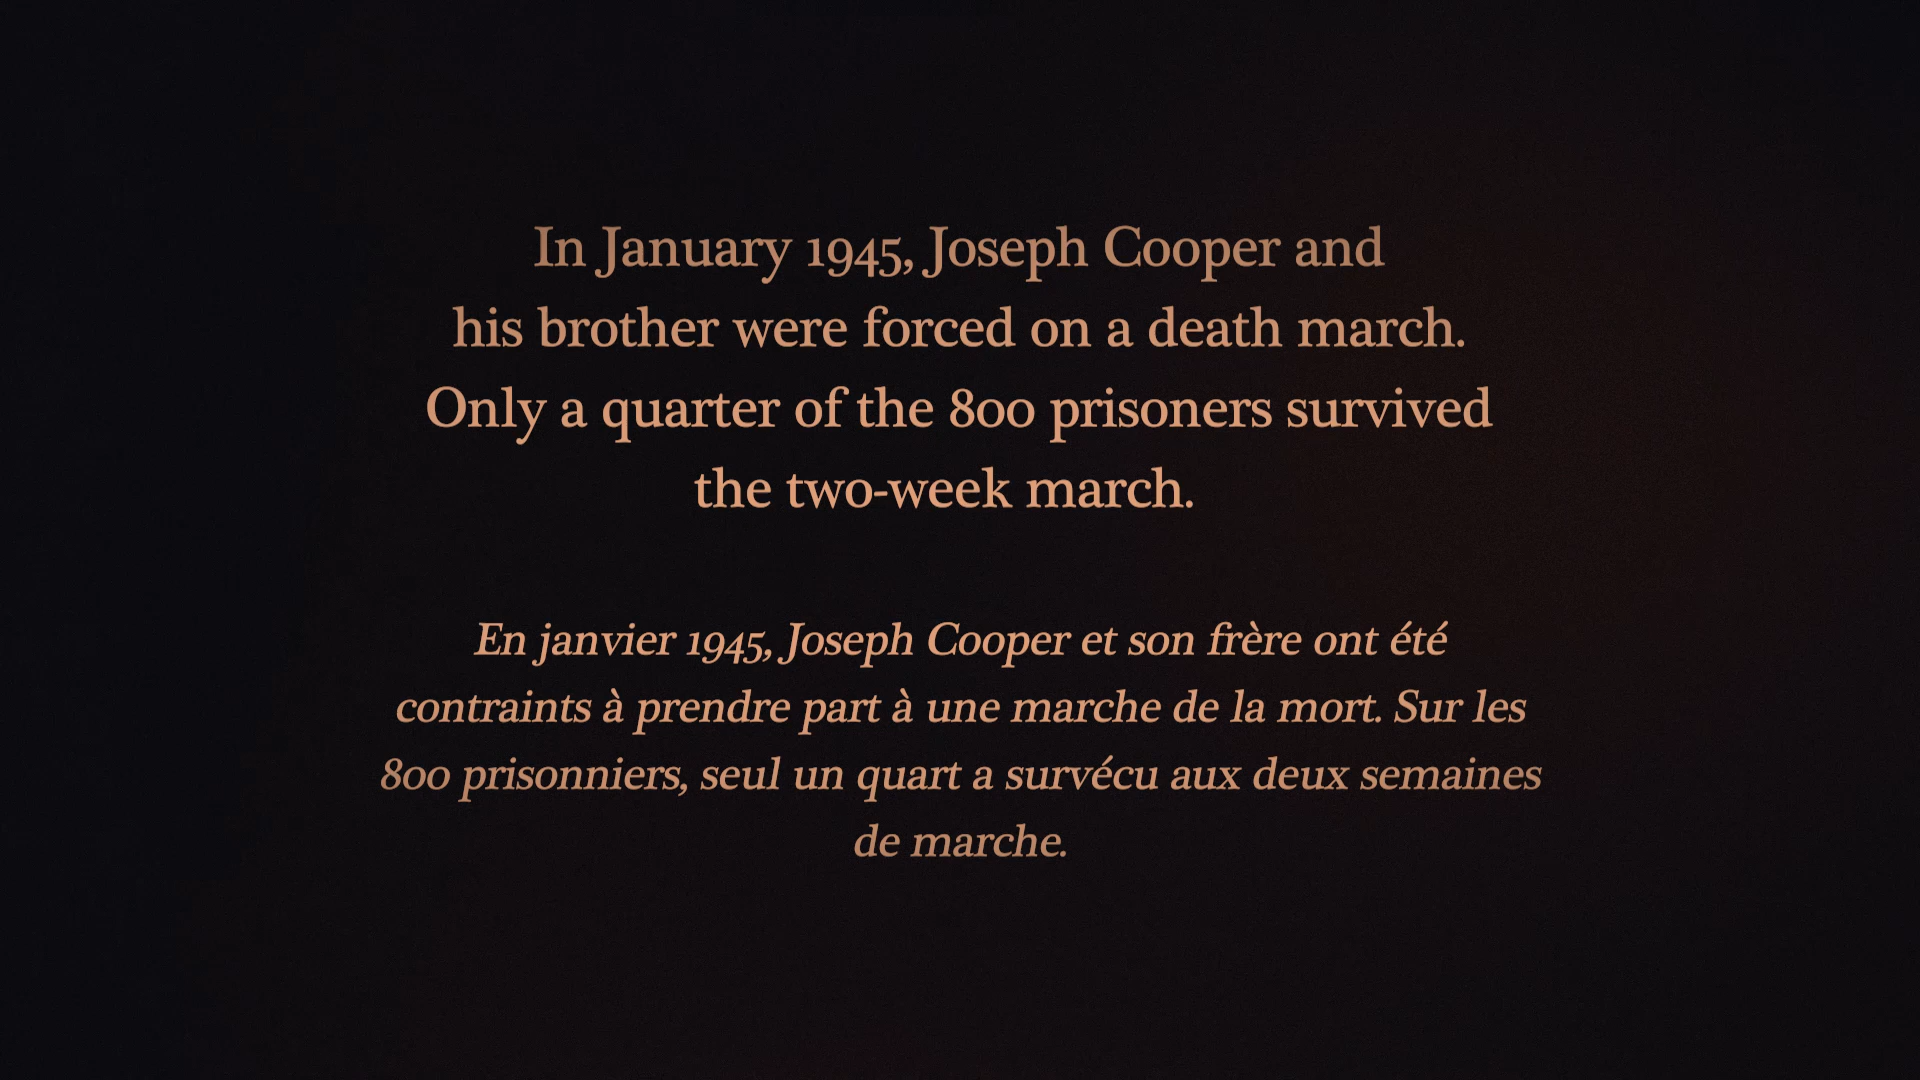 In January 1945, Joseph Cooper and
his brother were forced on a death march.
Only a quarter of the 800 prisoners survived
the two-week march.
En janvier 1945, Joseph Cooper et son frère ont été
contraints à prendre part à une marche de la mort. Sur les
800 prisonniers, seul un quart a survécu aux deux semaines
de marche.